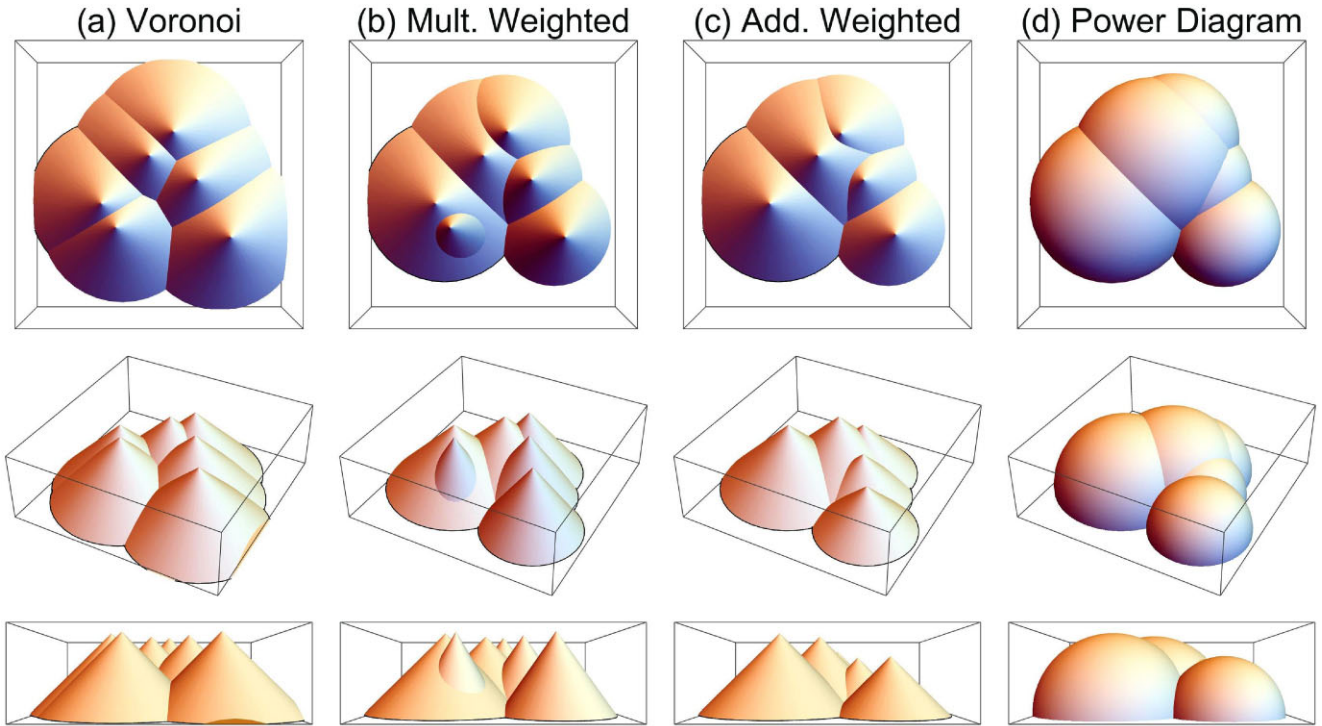 (a) Voronoi
(b) Mult. Weighted
(c) Add. Weighted
(d) Power Diagram